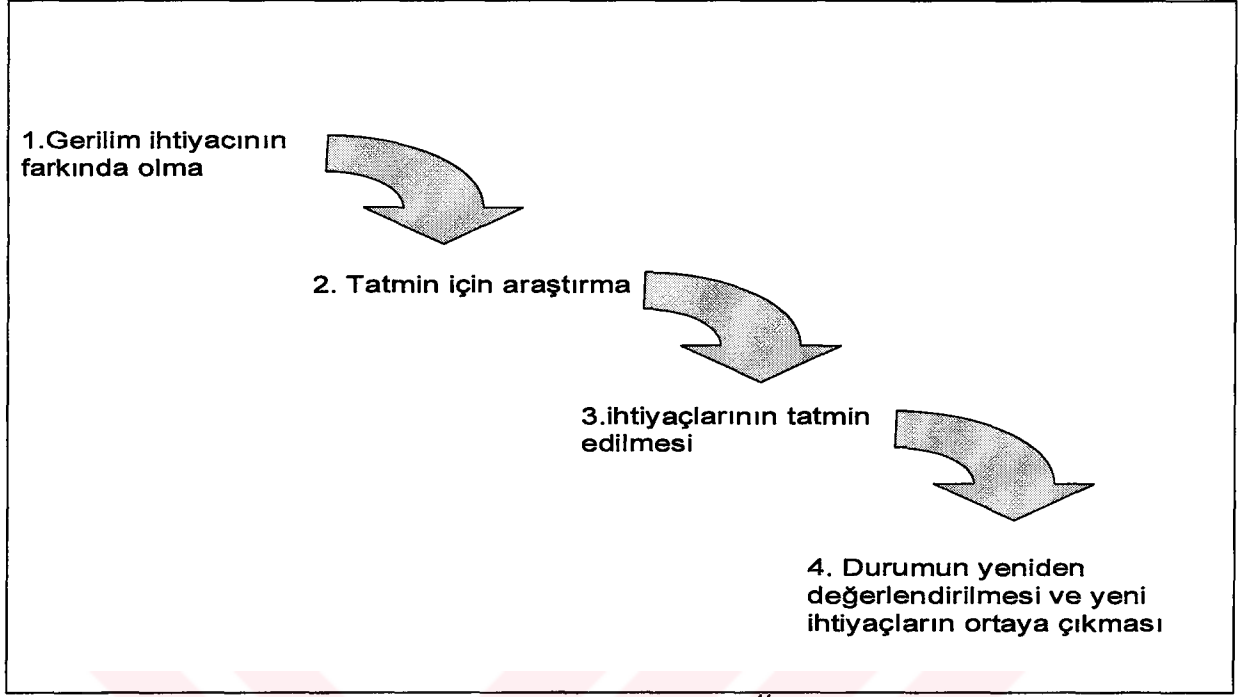 1.Gerilim ihtiyacının
farkında olma
2. Tatmin için araştırma
3.ihtiyaçlarının tatmin
edilmesi
4. Durumun yeniden
değerlendirilmesi ve yeni
ihtiyaçların ortaya çıkması